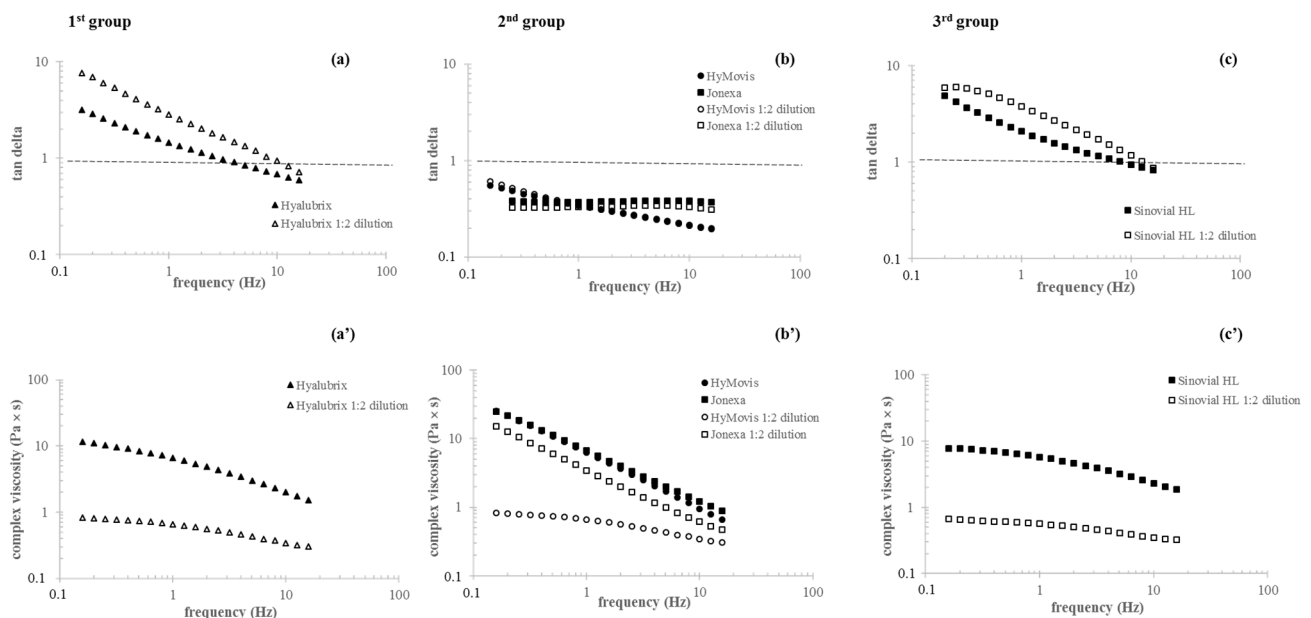 1st group
2nd group
3rd group
(a)
10
1
0.1
tan delta
Hyalubrix
Hyalubrix 1:2 dilution
0.1
1
10
100
frequency (Hz)
(b)
10
1
0.1
tan delta
HyMovis
Jonexa
HyMovis 1:2 dilution
Jonexa 1:2 dilution
0.1
1
10
100
frequency (Hz)
(c)
10
1
0.1
tan delta
Sinovial HL
Sinovial HL 1:2 dilution
0.1
1
10
100
frequency (Hz)
(a’)
100
10
1
0.1
complex viscosity (Pa × s)
Hyalubrix
Hyalubrix 1:2 dilution
0.1
1
10
100
frequency (Hz)
(b’)
100
10
1
0.1
complex viscosity (Pa × s)
HyMovis
Jonexa
HyMovis 1:2 dilution
Jonexa 1:2 dilution
0.1
1
10
100
frequency (Hz)
(c’)
100
10
1
0.1
complex viscosity (Pa × s)
Sinovial HL
Sinovial HL 1:2 dilution
0.1
1
10
100
frequency (Hz)